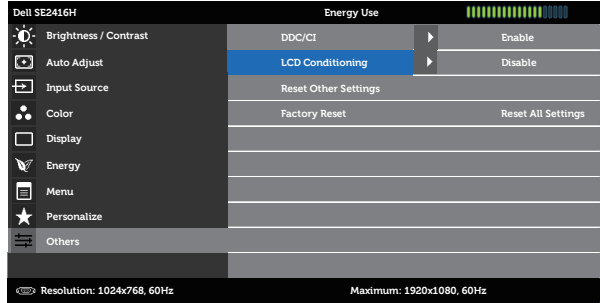 Dell SE2416H Energy Use
Brightness / Contrast DDC/CI Enable
Auto Adjust LCD Conditioning Disable
Input Source Reset Other Settings
Color Factory Reset Reset All Settings
Display
Energy
Menu
Personalize
Others
Resolution: 1024x768, 60Hz Maximum: 1920x1080, 60Hz